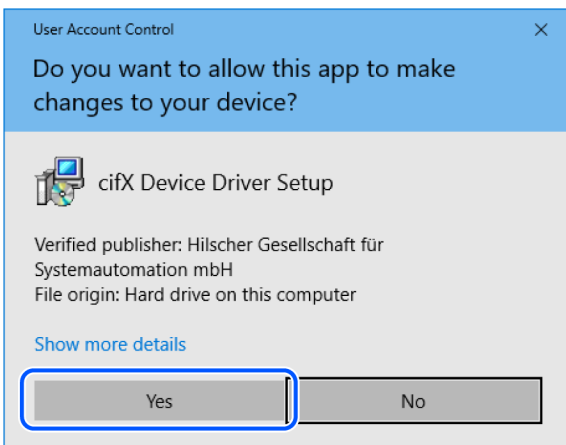 User Account Control
Do you want to allow this app to make
changes to your device?
cifX Device Driver Setup
Verified publisher: Hilscher Gesellschaft für
Systemautomation mbH
File origin: Hard drive on this computer
Show more details
Yes
No